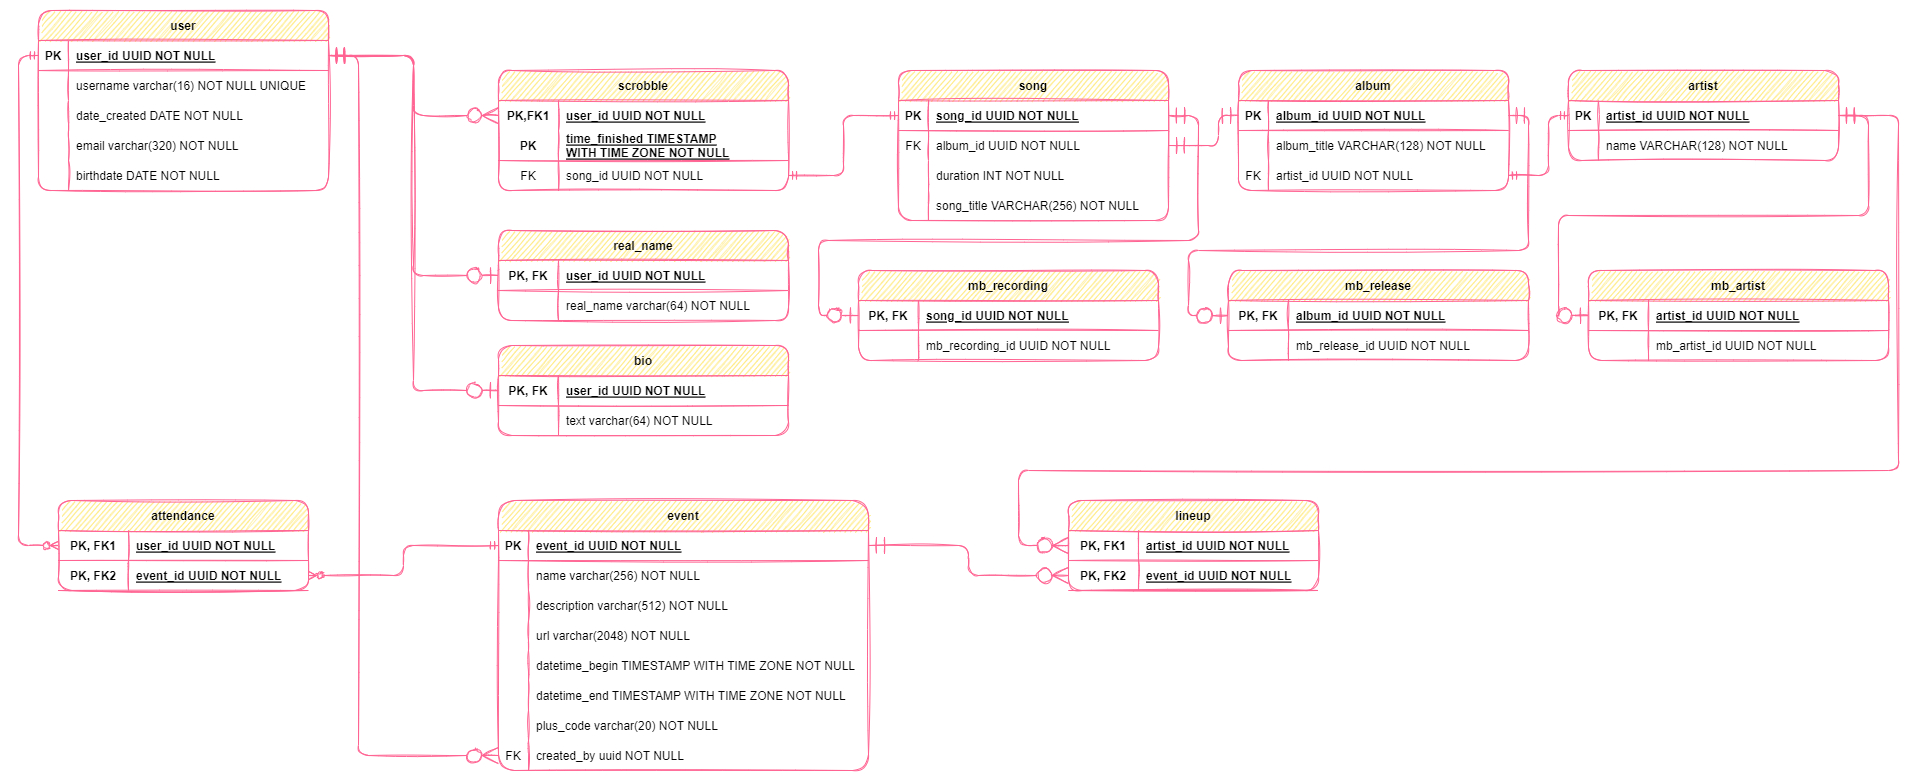 user
PK user_id UUID NOT NULL
username varchar(16) NOT NULL UNIQUE
date_created DATE NOT NULL
email varchar(320) NOT NULL
birthdate DATE NOT NULL
scrobble
PK,FK1 user_id UUID NOT NULL
PK time_finished TIMESTAMP
WITH TIME ZONE NOT NULL
FK song_id UUID NOT NULL
song
PK song_id UUID NOT NULL
FK album_id UUID NOT NULL
duration INT NOT NULL
song_title VARCHAR(256) NOT NULL
album
PK album_id UUID NOT NULL
album_title VARCHAR(128) NOT NULL
FK artist_id UUID NOT NULL
artist
PK artist_id UUID NOT NULL
name VARCHAR(128) NOT NULL
real_name
PK, FK user_id UUID NOT NULL
real_name varchar(64) NOT NULL
mb_recording
PK, FK song_id UUID NOT NULL
mb_recording_id UUID NOT NULL
mb_release
PK, FK album_id UUID NOT NULL
mb_release_id UUID NOT NULL
mb_artist
PK, FK artist_id UUID NOT NULL
mb_artist_id UUID NOT NULL
bio
PK, FK user_id UUID NOT NULL
text varchar(64) NOT NULL
attendance
PK, FK1 user_id UUID NOT NULL
PK, FK2 event_id UUID NOT NULL
event
PK event_id UUID NOT NULL
name varchar(256) NOT NULL
description varchar(512) NOT NULL
url varchar(2048) NOT NULL
datetime_begin TIMESTAMP WITH TIME ZONE NOT NULL
datetime_end TIMESTAMP WITH TIME ZONE NOT NULL
plus_code varchar(20) NOT NULL
FK created_by uuid NOT NULL
lineup
PK, FK1 artist_id UUID NOT NULL
PK, FK2 event_id UUID NOT NULL